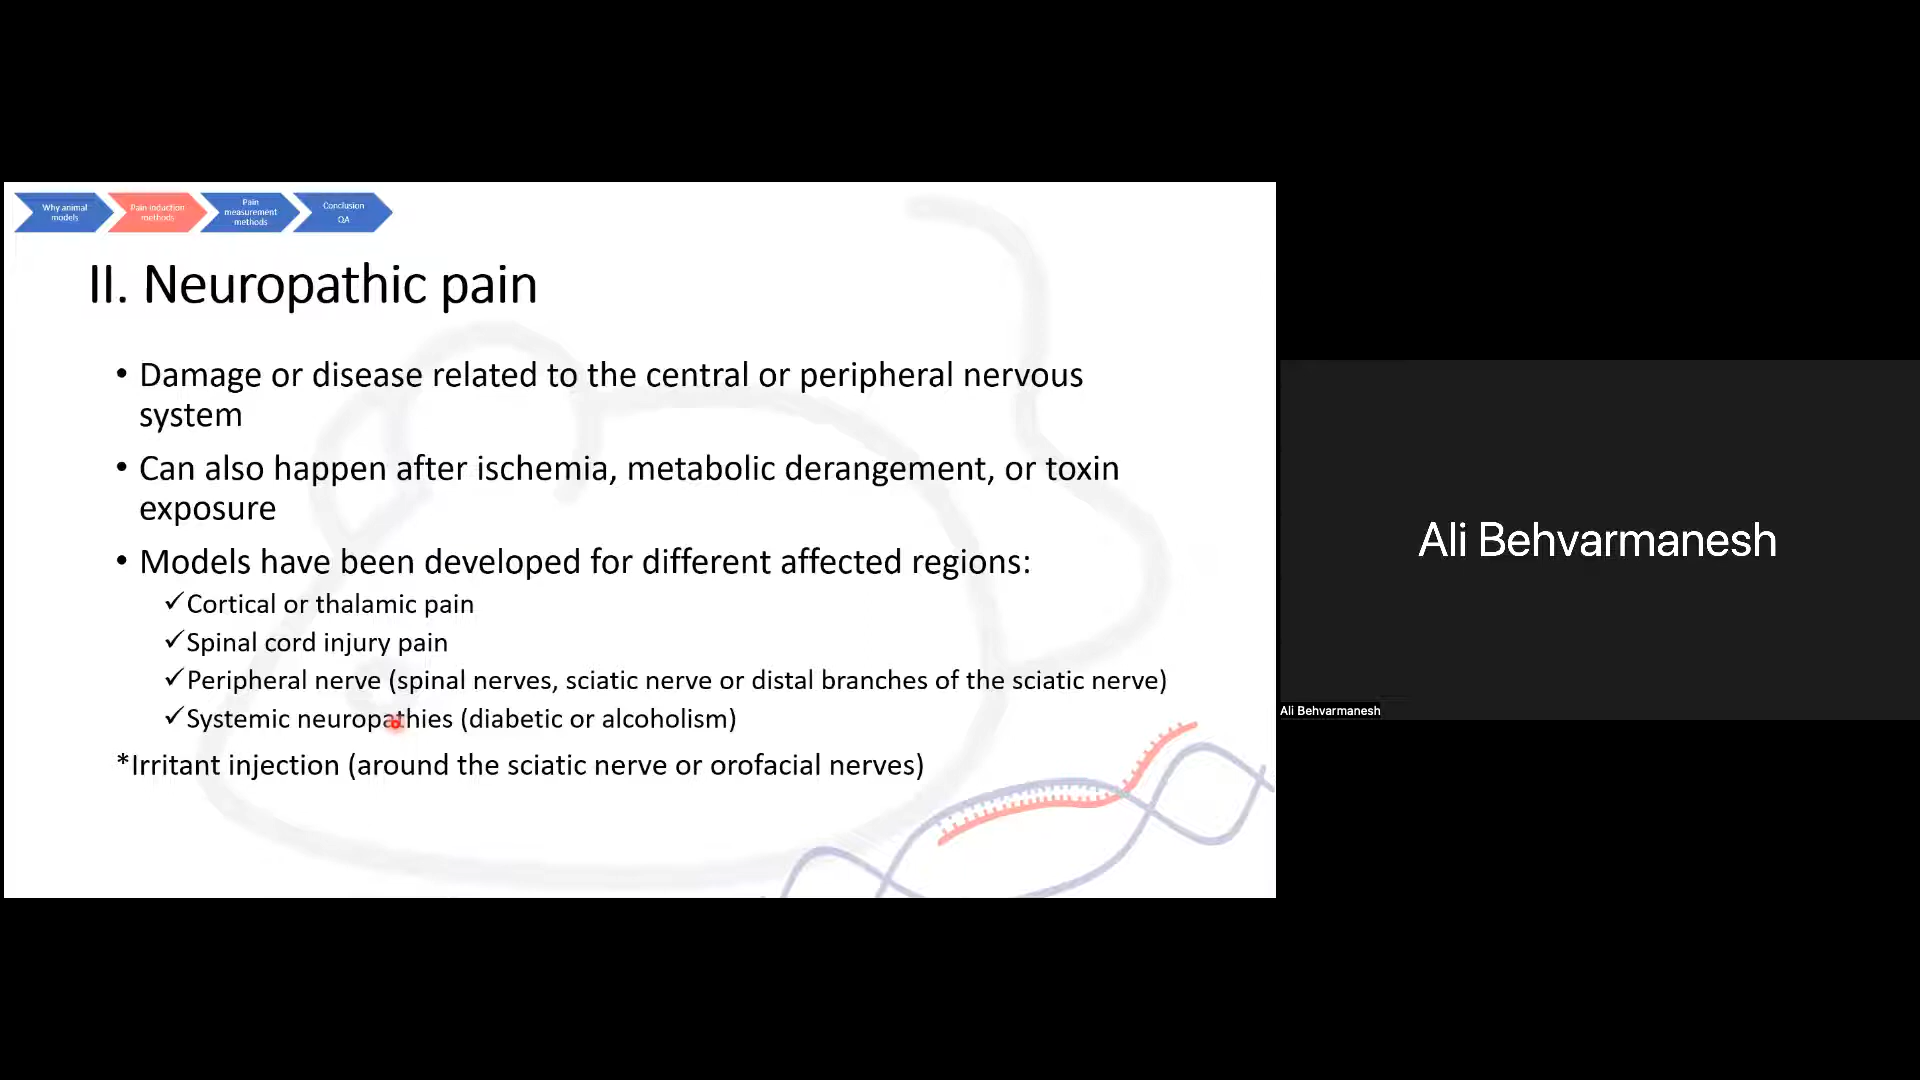 Why animal
models
Pain induction
methods
Pain
measurement
methods
Conclusion
QA
II. Neuropathic pain
• Damage or disease related to the central or peripheral nervous
system
• Can also happen after ischemia, metabolic derangement, or toxin
exposure
• Models have been developed for different affected regions:
✓Cortical or thalamic pain
✓Spinal cord injury pain
✓Peripheral nerve (spinal nerves, sciatic nerve or distal branches of the sciatic nerve)
✓Systemic neuropathies (diabetic or alcoholism)
*Irritant injection (around the sciatic nerve or orofacial nerves)
Ali Behvarmanesh
Ali Behvarmanesh